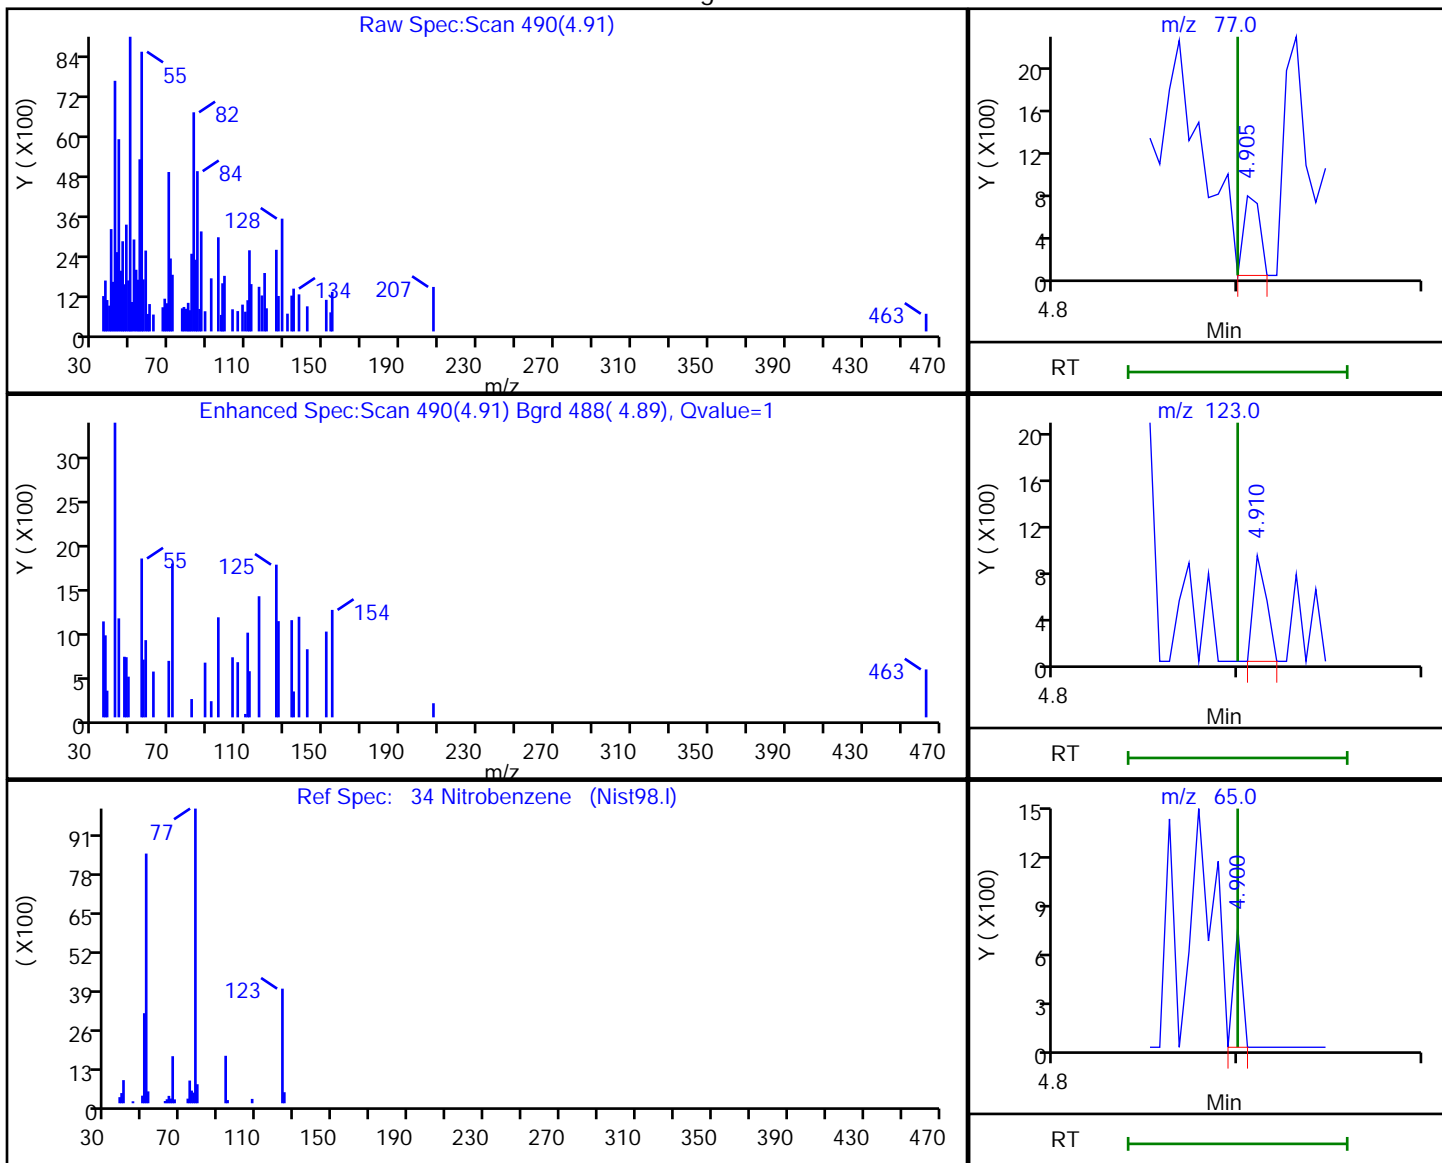 Raw Spec:Scan 490(4.91)
Y ( X100)
84
72
60
48
36
24
12
0
55
82
84
128
134
207
463
30 70 110 150 190 230 270 310 350 390 430 470
m/z
m/z 77.0
Y ( X100)
20
16
12
8
4
0
4.905
4.8
Min
RT
Enhanced Spec:Scan 490(4.91) Bgrd 488( 4.89), Qvalue=1
Y ( X100)
30
25
20
15
10
5
0
55
125
154
463
30 70 110 150 190 230 270 310 350 390 430 470
m/z
m/z 123.0
Y ( X100)
20
16
12
8
4
0
4.910
4.8
Min
RT
Ref Spec: 34 Nitrobenzene (Nist98.l)
( X100)
91
78
65
52
39
26
13
0
77
123
30 70 110 150 190 230 270 310 350 390 430 470
m/z 65.0
Y ( X100)
15
12
9
6
3
0
4.900
4.8
Min
RT